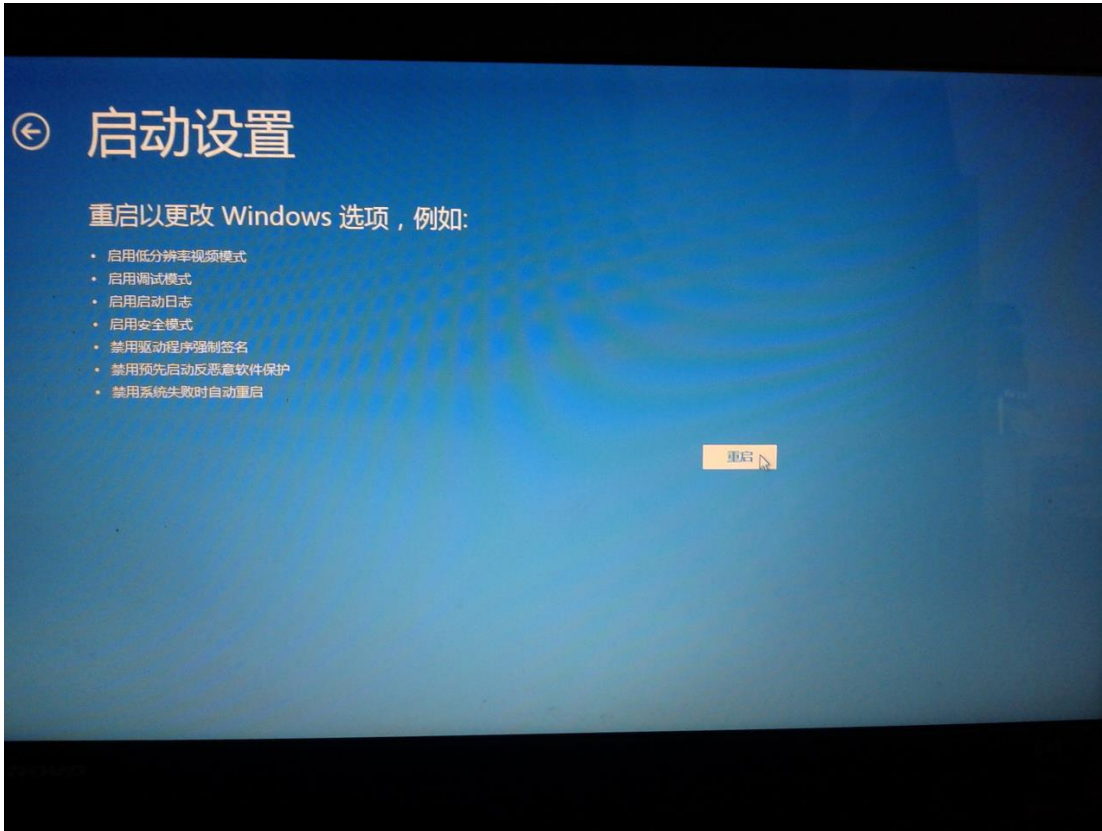 启动设置
重启以更改 Windows 选项，例如:
• 启用低分辨率视频模式
• 启用调试模式
• 启用启动日志
• 启用安全模式
• 禁用驱动程序强制签名
• 禁用预先启动反恶意软件保护
• 禁用系统失败时自动重启
重启